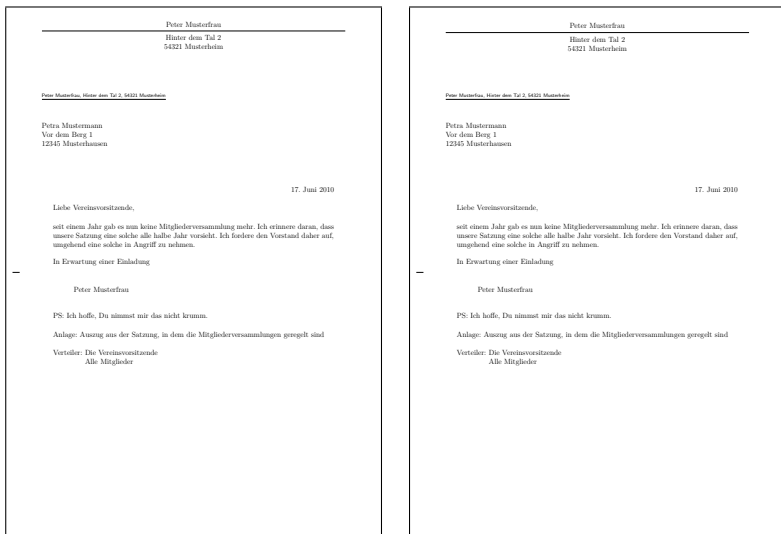 Peter Musterfrau
Hinter dem Tal 2
54321 Musterheim
Peter Musterfrau, Hinter dem Tal 2, 54321 Musterheim
Petra Mustermann
Vor dem Berg 1
12345 Musterhausen
17. Juni 2010
Liebe Vereinsvorsitzende,
seit einem Jahr gab es nun keine Mitgliederversammlung mehr. Ich erinnere daran, dass
unsere Satzung eine solche alle halbe Jahr vorsieht. Ich fordere den Vorstand daher auf,
umgehend eine solche in Angriff zu nehmen.
In Erwartung einer Einladung
Peter Musterfrau
PS: Ich hoffe, Du nimmst mir das nicht krumm.
Anlage: Auszug aus der Satzung, in dem die Mitgliederversammlungen geregelt sind
Verteiler: Die Vereinsvorsitzende
Alle Mitglieder
Peter Musterfrau
Hinter dem Tal 2
54321 Musterheim
Peter Musterfrau, Hinter dem Tal 2, 54321 Musterheim
Petra Mustermann
Vor dem Berg 1
12345 Musterhausen
17. Juni 2010
Liebe Vereinsvorsitzende,
seit einem Jahr gab es nun keine Mitgliederversammlung mehr. Ich erinnere daran, dass
unsere Satzung eine solche alle halbe Jahr vorsieht. Ich fordere den Vorstand daher auf,
umgehend eine solche in Angriff zu nehmen.
In Erwartung einer Einladung
Peter Musterfrau
PS: Ich hoffe, Du nimmst mir das nicht krumm.
Anlage: Auszug aus der Satzung, in dem die Mitgliederversammlungen geregelt sind
Verteiler: Die Vereinsvorsitzende
Alle Mitglieder